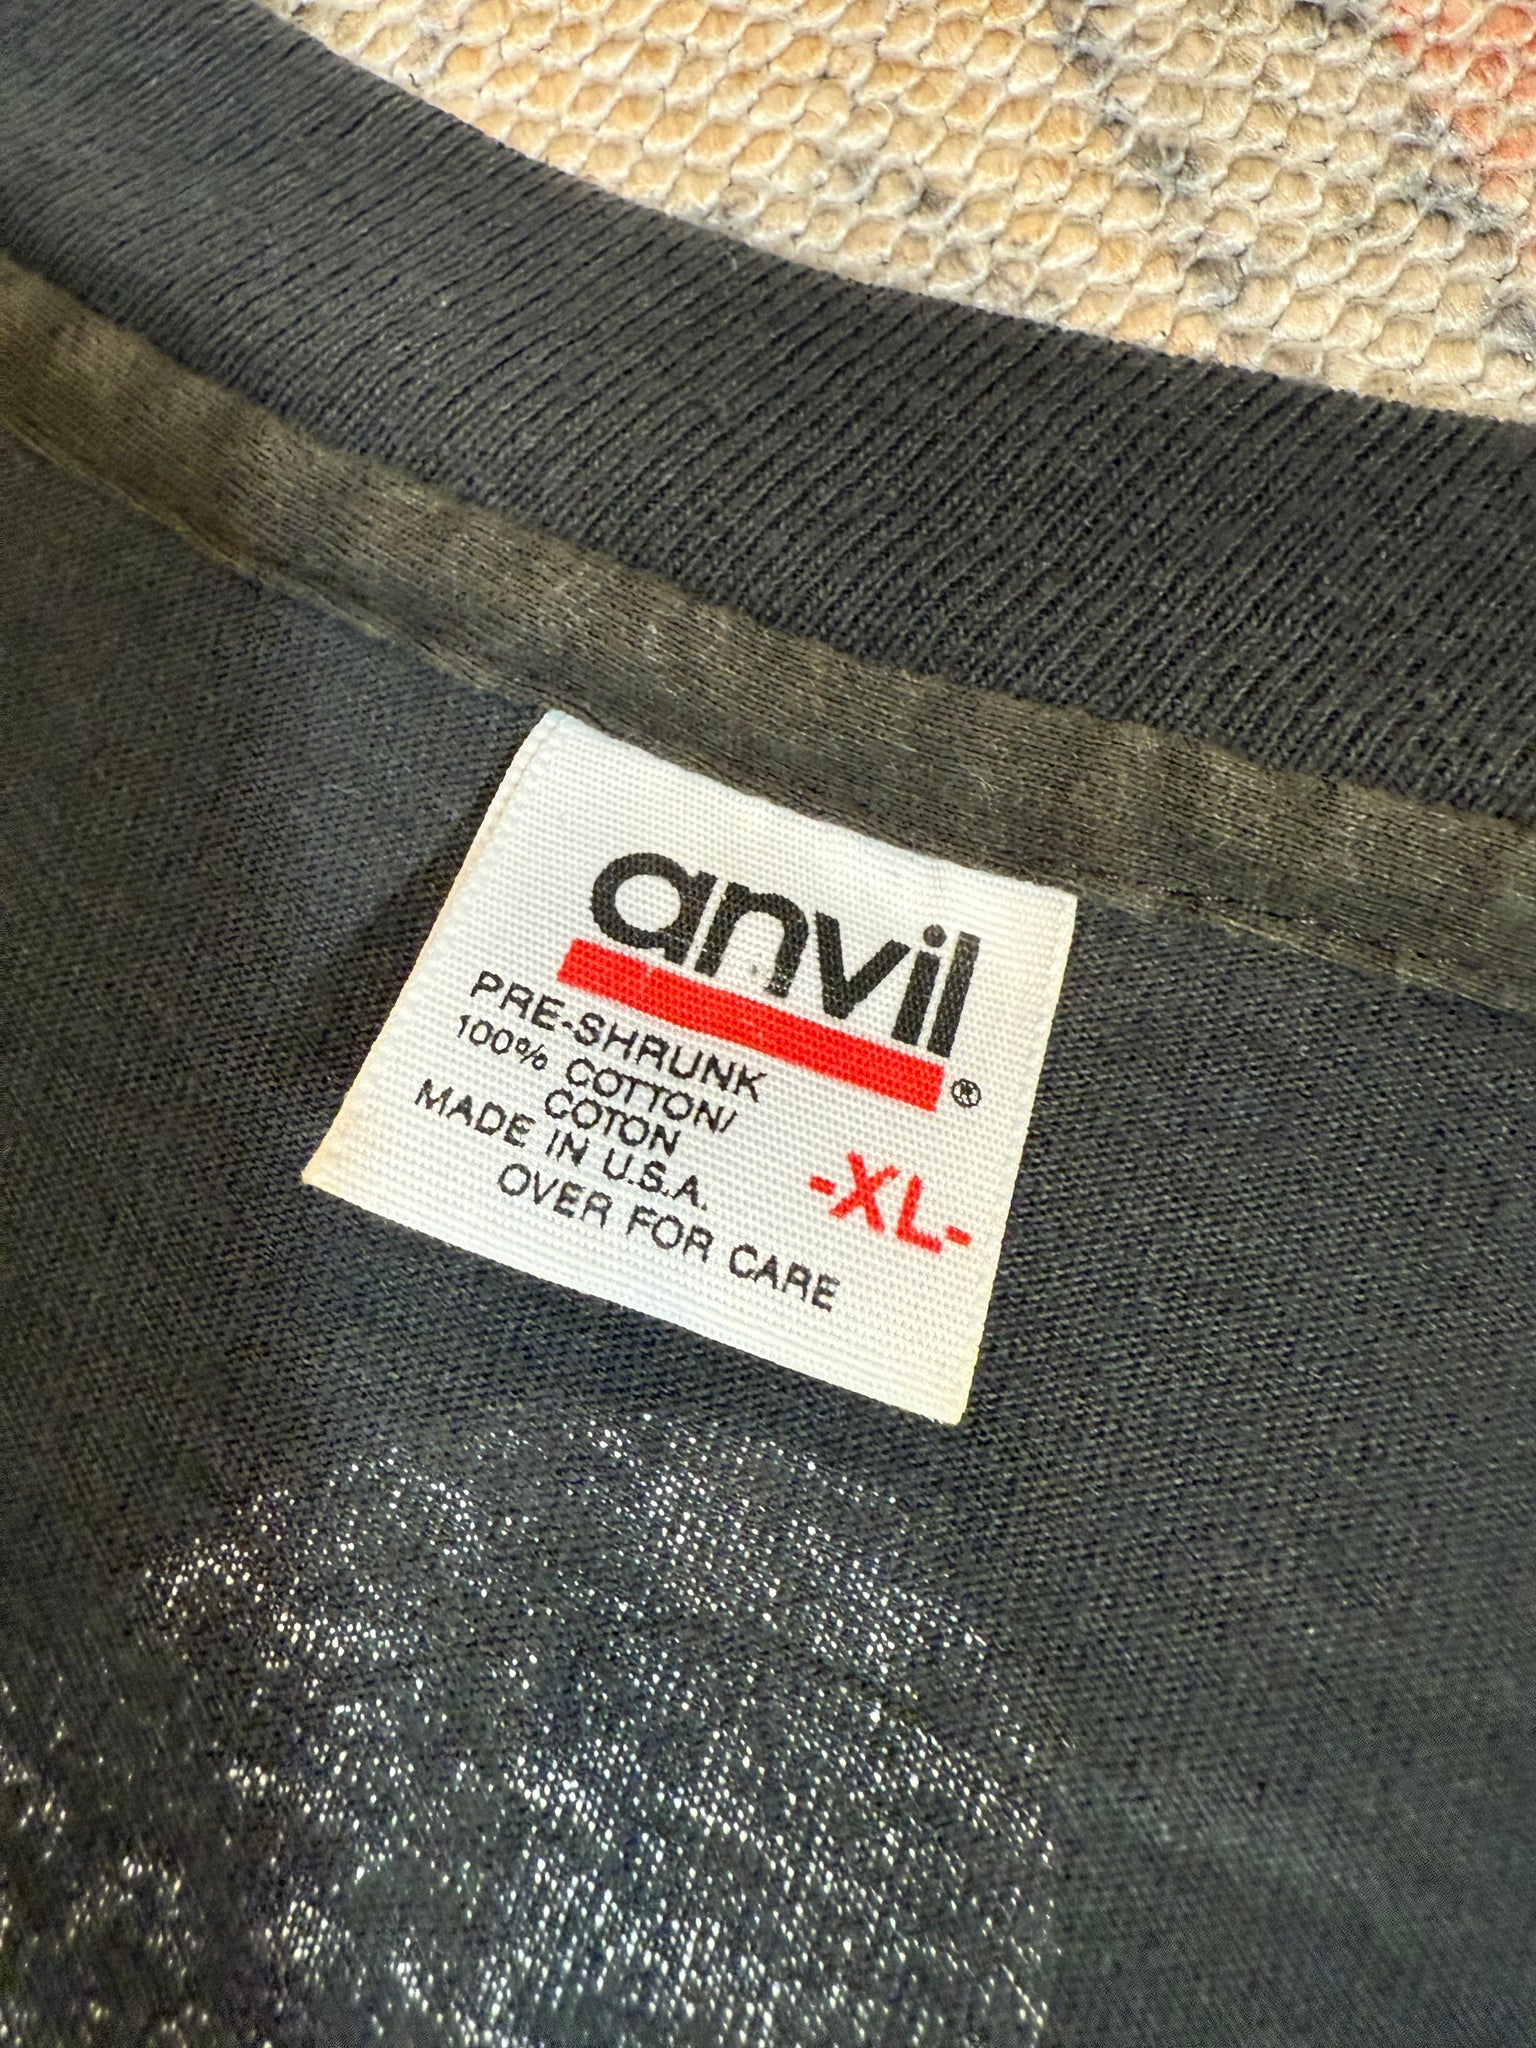 anvil
®
PRE-SHRUNK
100% COTTON/
COTON
MADE IN U.S.A.
-XL-
OVER FOR CARE